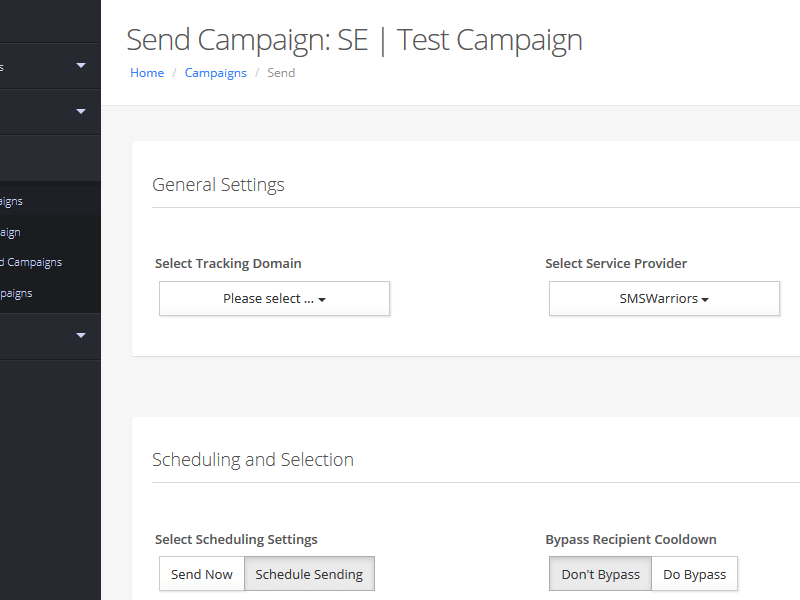 Send Campaign: SE | Test Campaign
Home / Campaigns / Send
General Settings
Select Tracking Domain
Please select ...
Select Service Provider
SMSWarriors
Scheduling and Selection
Select Scheduling Settings
Send Now
Schedule Sending
Bypass Recipient Cooldown
Don't Bypass
Do Bypass
s
aigns
aign
d Campaigns
paigns